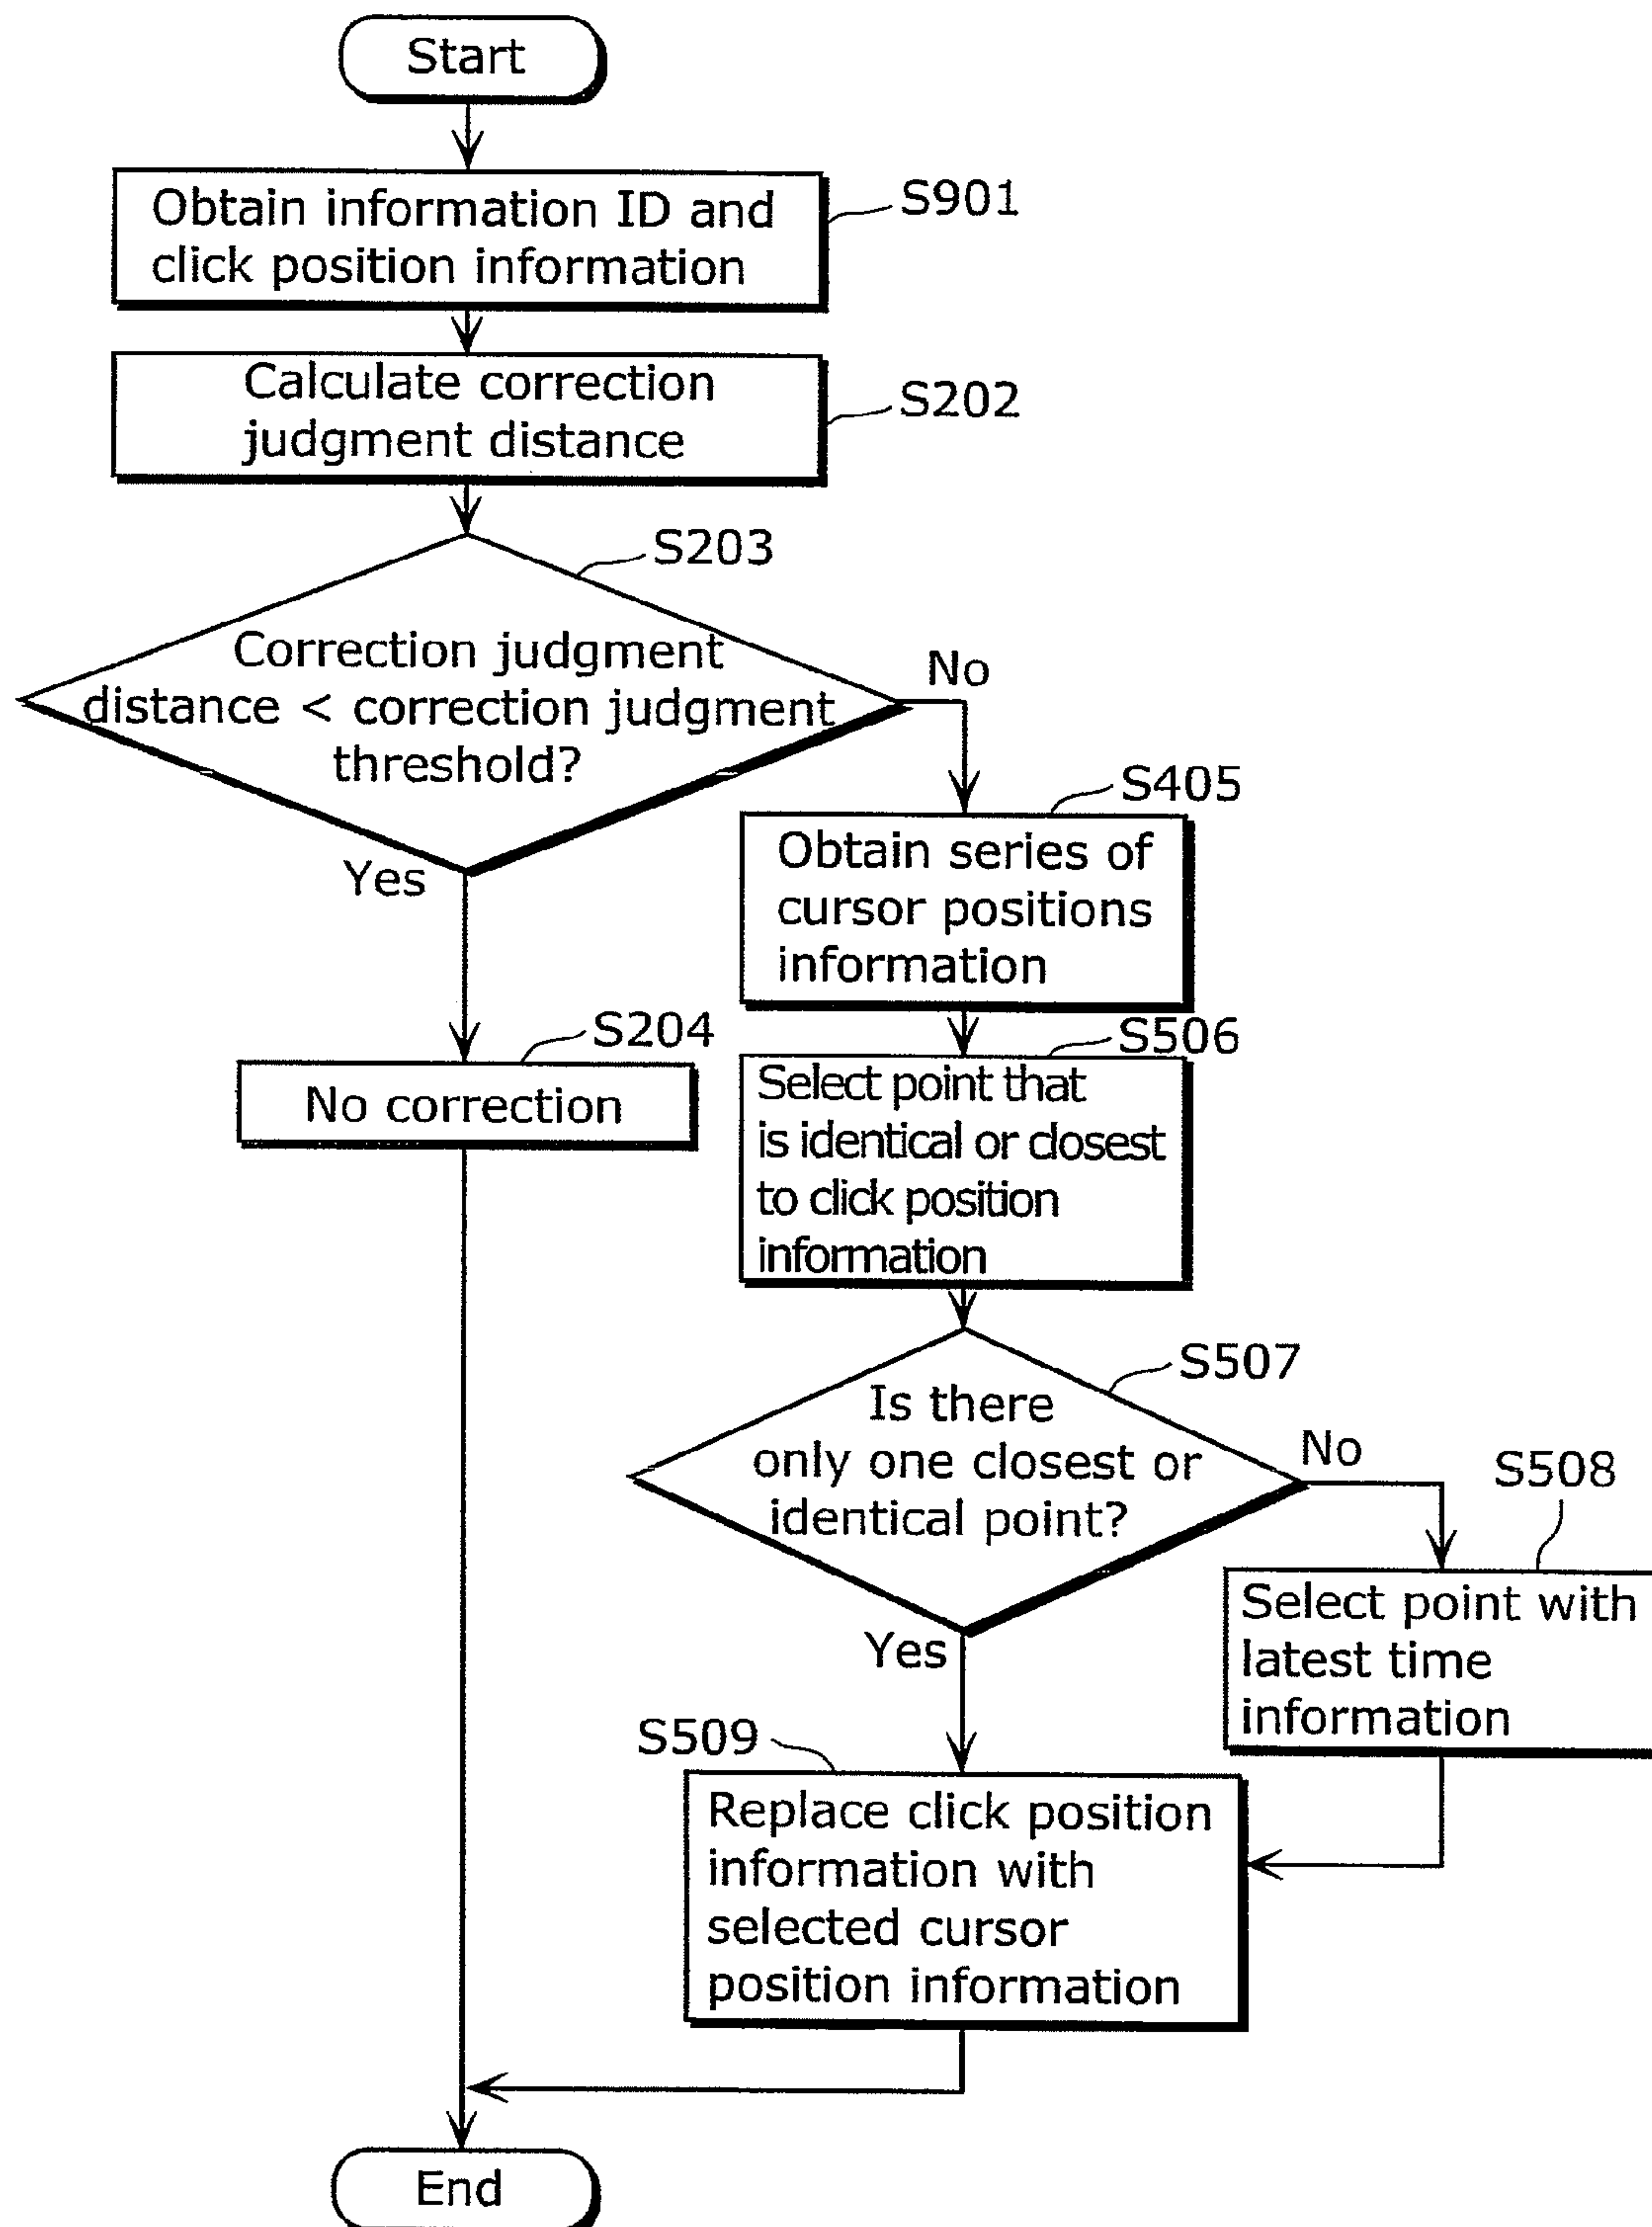 Start
Obtain information ID and
click position information
S901
Calculate correction
judgment distance
S202
S203
Correction judgment
distance < correction judgment
threshold?
No
Yes
S405
Obtain series of
cursor positions
information
S204
No correction
S506
Select point that
is identical or closest
to click position
information
S507
Is there
only one closest or
identical point?
No
Yes
S508
Select point with
latest time
information
S509
Replace click position
information with
selected cursor
position information
End